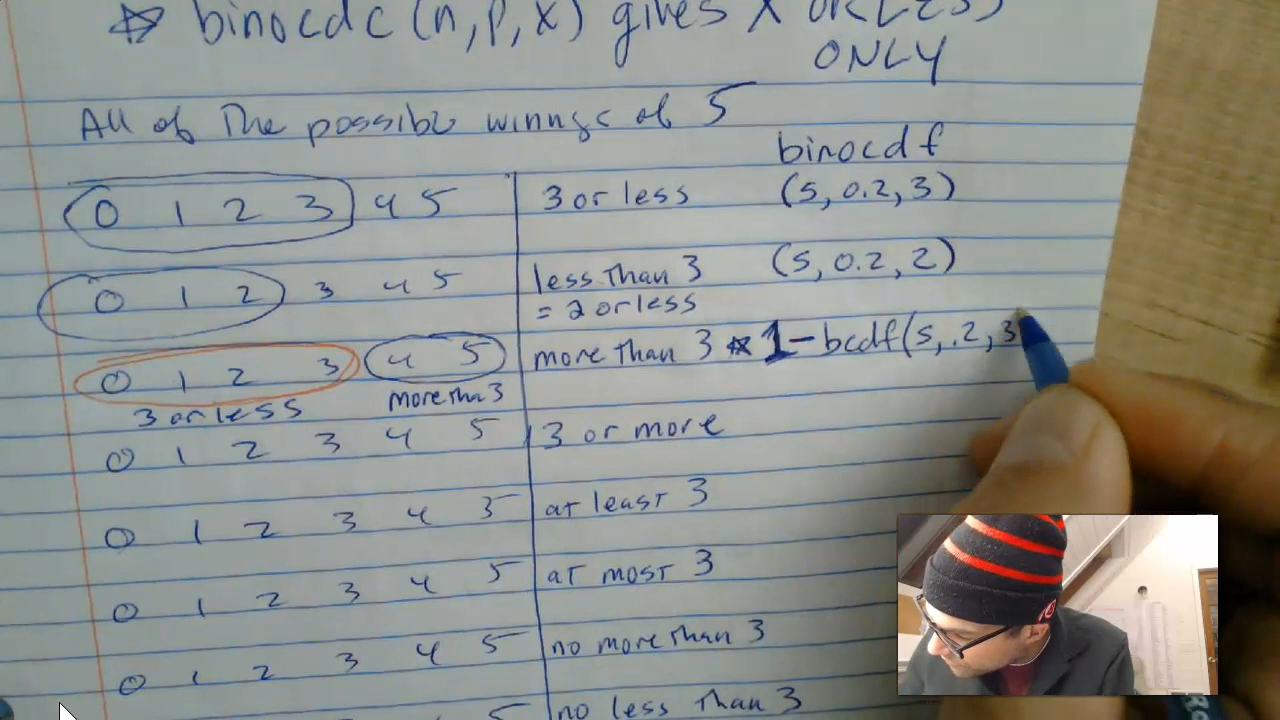 ☆ binocdc (n, p, x) gives X OR LESS
ONLY
All of The possible winngs of 5
binocdf
0 1 2 3 4 5 3 or less (5, 0.2, 3)
0 1 2 3 4 5 less Than 3 (5, 0.2, 2)
= 2 or less
0 1 2 3 4 5 more Than 3 * 1 - bcdf(5, .2, 3
3 or less more tha 3
0 1 2 3 4 5 3 or more
0 1 2 3 4 5 at least 3
0 1 2 3 4 5 at most 3
0 1 2 3 4 5 no more than 3
5 no less Than 3